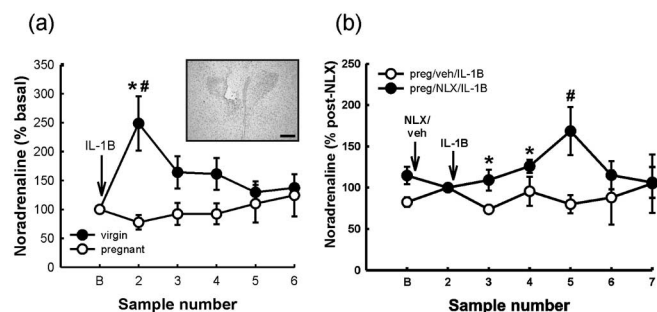 (a)
350
300
250
200
150
100
50
0
Noradrenaline (% basal)
IL-1B
*#
virgin
pregnant
B 2 3 4 5 6
Sample number
(b)
250
200
150
100
50
0
Noradrenaline (% post-NLX)
preg/veh/IL-1B
preg/NLX/IL-1B
NLX/
veh
IL-1B
*
*
#
B 2 3 4 5 6 7
Sample number